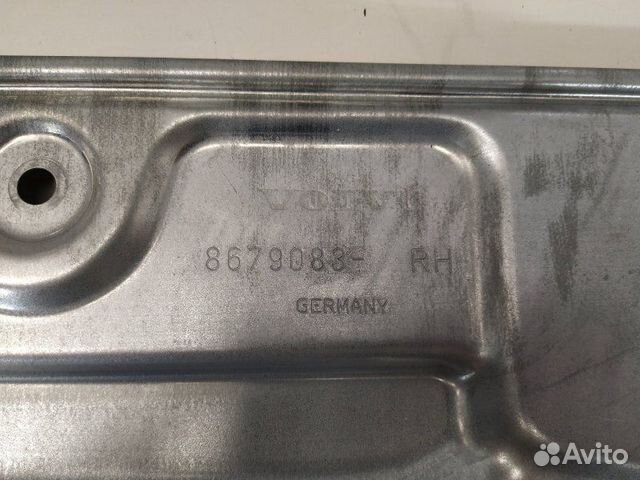 VOLVO
8679083- RH
GERMANY
Avito